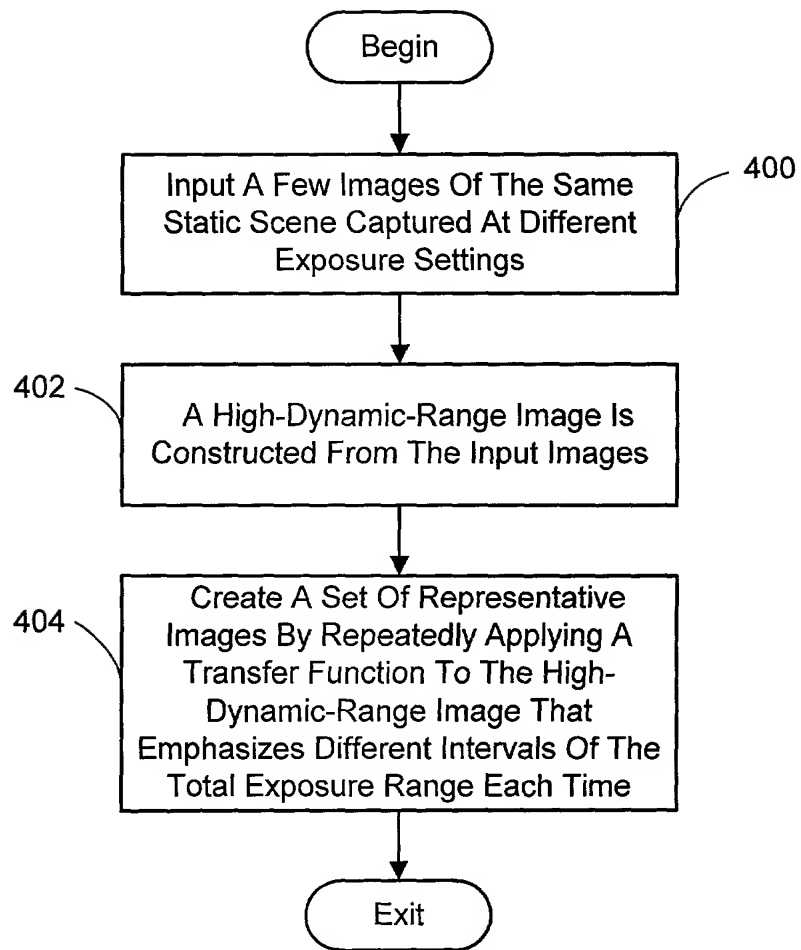 Begin
Input A Few Images Of The Same
Static Scene Captured At Different
Exposure Settings
400
402
A High-Dynamic-Range Image Is
Constructed From The Input Images
404
Create A Set Of Representative
Images By Repeatedly Applying A
Transfer Function To The High-
Dynamic-Range Image That
Emphasizes Different Intervals Of The
Total Exposure Range Each Time
Exit